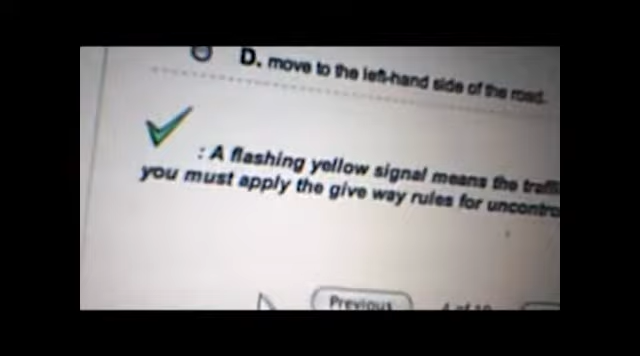 D. move to the left-hand side of the road.
: A flashing yellow signal means the
you must apply the give way rules for
Previous